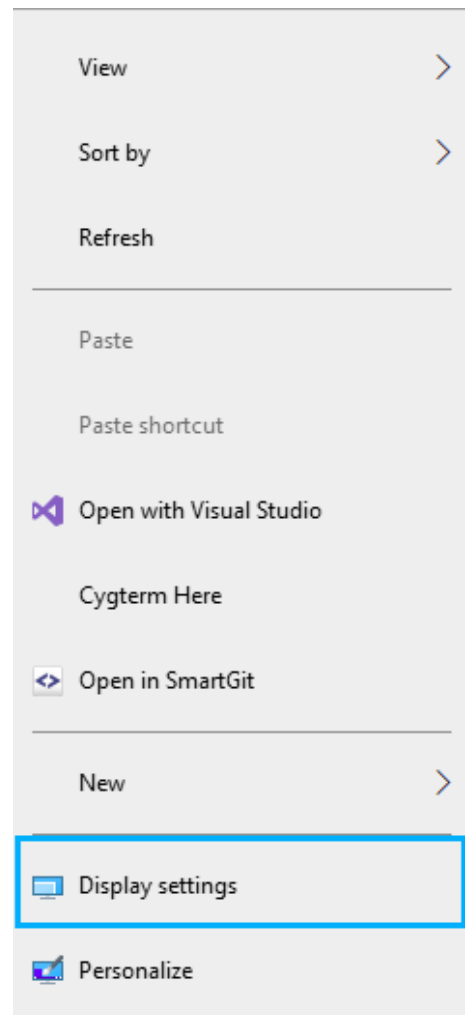 View
Sort by
Refresh
Paste
Paste shortcut
Open with Visual Studio
Cygterm Here
Open in SmartGit
New
Display settings
Personalize